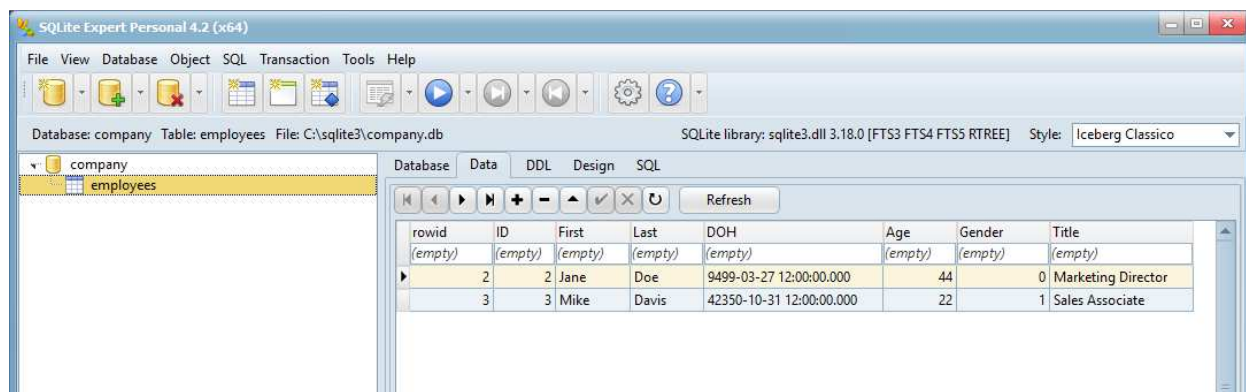 SQLite Expert Personal 4.2 (x64)
File View Database Object SQL Transaction Tools Help
Database: company Table: employees File: C:\sqlite3\company.db SQLite library: sqlite3.dll 3.18.0 [FTS3 FTS4 FTS5 RTREE] Style: Iceberg Classico
company
employees
Database Data DDL Design SQL
Refresh
rowid ID First Last DOH Age Gender Title
(empty) (empty) (empty) (empty) (empty) (empty) (empty) (empty)
2 2 Jane Doe 9499-03-27 12:00:00.000 44 0 Marketing Director
3 3 Mike Davis 42350-10-31 12:00:00.000 22 1 Sales Associate